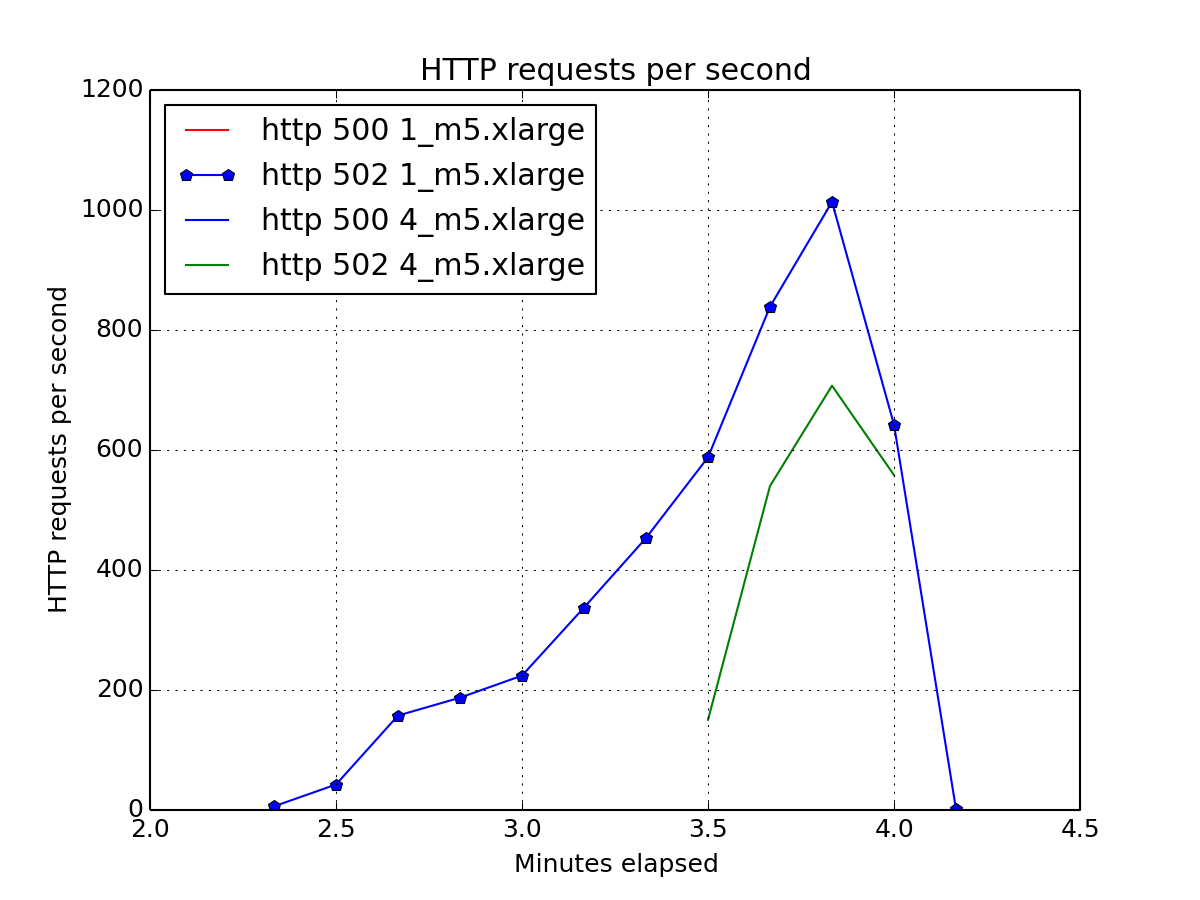 HTTP requests per second
1200
1000
800
600
400
200
0
HTTP requests per second
http 500 1_m5.xlarge
http 502 1_m5.xlarge
http 500 4_m5.xlarge
http 502 4_m5.xlarge
2.0 2.5 3.0 3.5 4.0 4.5
Minutes elapsed